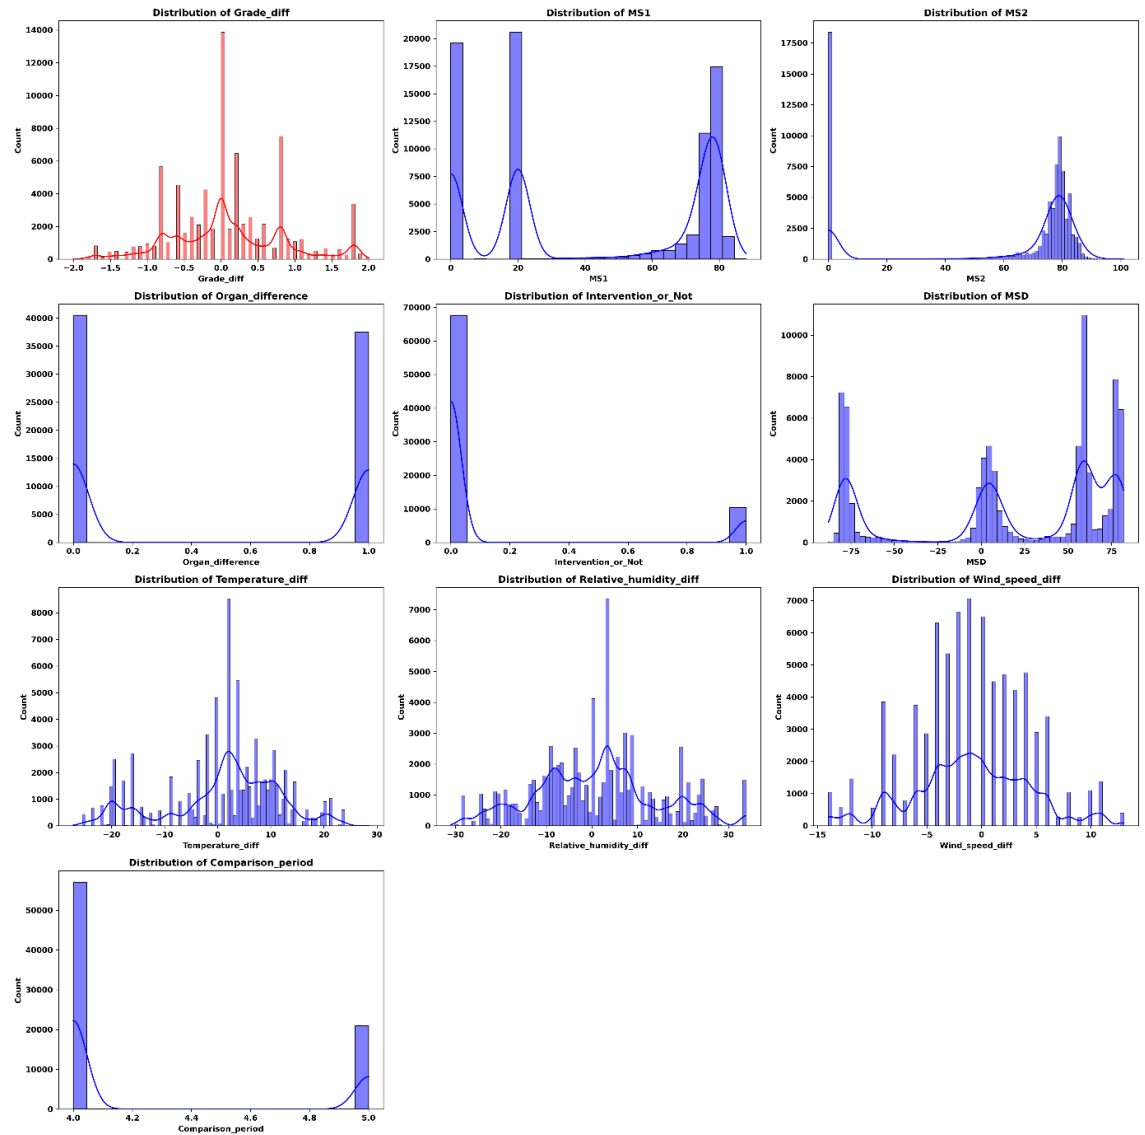 Distribution of Grade_diff
Count
14000
12000
10000
8000
6000
4000
2000
0
−2.0 −1.5 −1.0 −0.5 0.0 0.5 1.0 1.5 2.0
Grade_diff
Distribution of MS1
Count
20000
17500
15000
12500
10000
7500
5000
2500
0
0 20 40 60 80
MS1
Distribution of MS2
Count
17500
15000
12500
10000
7500
5000
2500
0
0 20 40 60 80 100
MS2
Distribution of Organ_difference
Count
40000
35000
30000
25000
20000
15000
10000
5000
0
0.0 0.2 0.4 0.6 0.8 1.0
Organ_difference
Distribution of Intervention_or_Not
Count
70000
60000
50000
40000
30000
20000
10000
0
0.0 0.2 0.4 0.6 0.8 1.0
Intervention_or_Not
Distribution of MSD
Count
10000
8000
6000
4000
2000
0
−75 −50 −25 0 25 50 75
MSD
Distribution of Temperature_diff
Count
8000
7000
6000
5000
4000
3000
2000
1000
0
−20 −10 0 10 20 30
Temperature_diff
Distribution of Relative_humidity_diff
Count
7000
6000
5000
4000
3000
2000
1000
0
−30 −20 −10 0 10 20 30
Relative_humidity_diff
Distribution of Wind_speed_diff
Count
7000
6000
5000
4000
3000
2000
1000
0
−15 −10 −5 0 5 10
Wind_speed_diff
Distribution of Comparison_period
Count
50000
40000
30000
20000
10000
0
4.0 4.2 4.4 4.6 4.8 5.0
Comparison_period